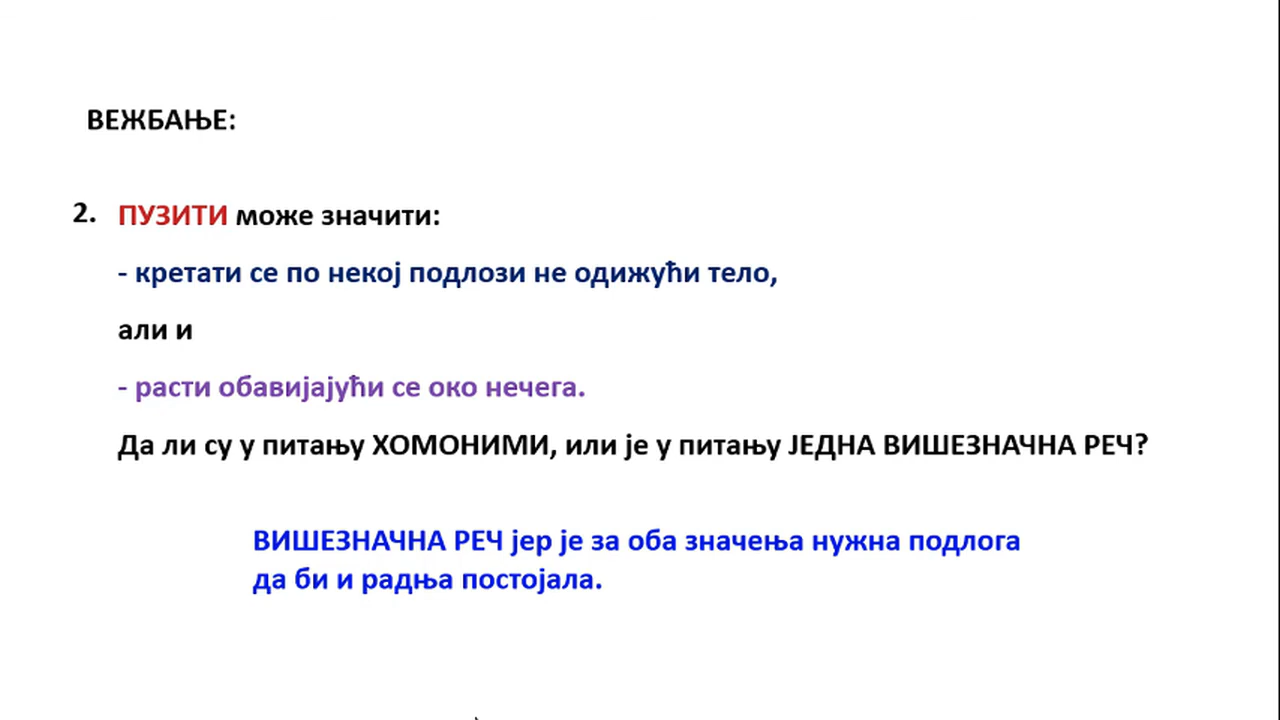 ВЕЖБАЊЕ:
2. ПУЗИТИ може значити:
- кретати се по некој подлози не одижући тело,
али и
- расти обавијајући се око нечега.
Да ли су у питању ХОМОНИМИ, или је у питању ЈЕДНА ВИШЕЗНАЧНА РЕЧ?
ВИШЕЗНАЧНА РЕЧ јер је за оба значења нужна подлога
да би и радња постојала.